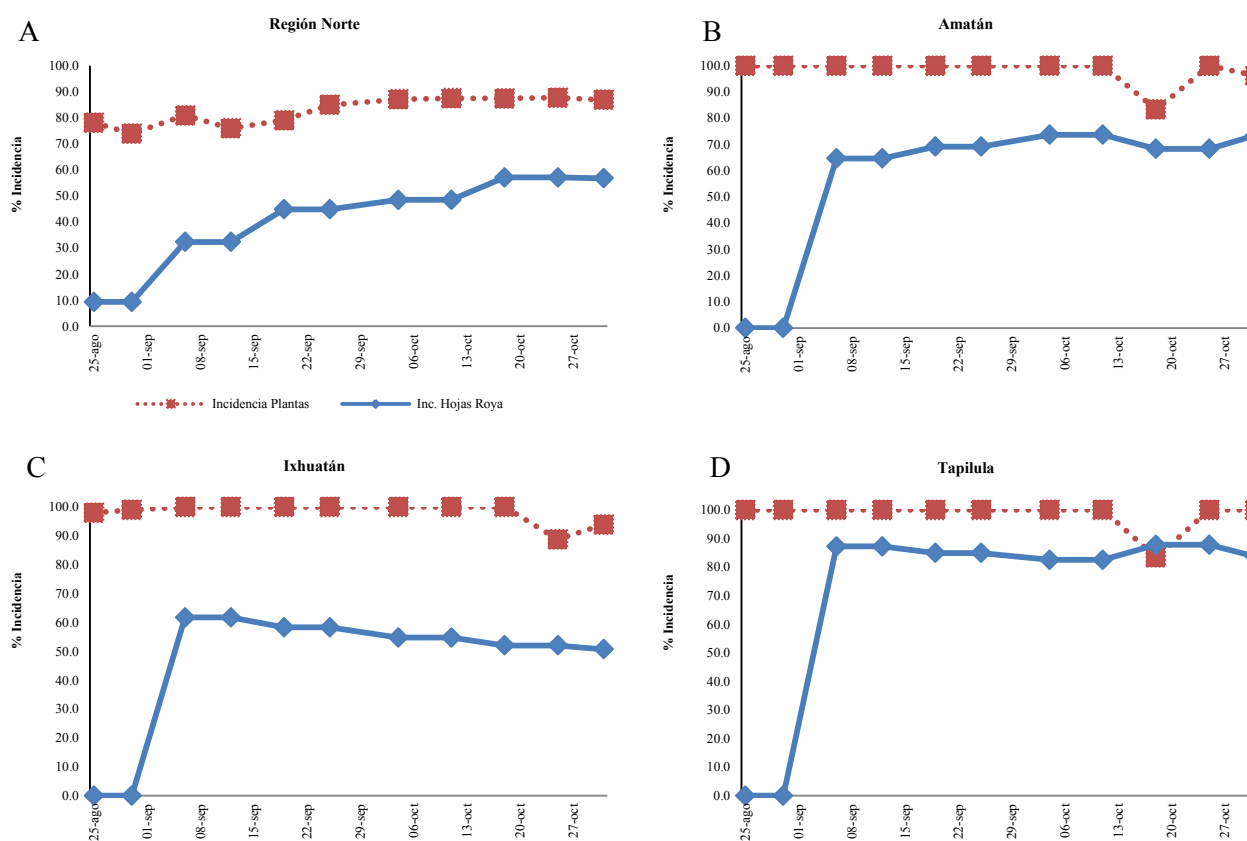 A
Región Norte
% Incidencia
100.0
90.0
80.0
70.0
60.0
50.0
40.0
30.0
20.0
10.0
0.0
25-ago
01-sep
08-sep
15-sep
22-sep
29-sep
06-oct
13-oct
20-oct
27-oct
Incidencia Plantas
Inc. Hojas Roya
B
Amatán
% Incidencia
100.0
90.0
80.0
70.0
60.0
50.0
40.0
30.0
20.0
10.0
0.0
25-ago
01-sep
08-sep
15-sep
22-sep
29-sep
06-oct
13-oct
20-oct
27-oct
C
Ixhuatán
% Incidencia
100.0
90.0
80.0
70.0
60.0
50.0
40.0
30.0
20.0
10.0
0.0
25-ago
01-sep
08-sep
15-sep
22-sep
29-sep
06-oct
13-oct
20-oct
27-oct
D
Tapilula
% Incidencia
100.0
90.0
80.0
70.0
60.0
50.0
40.0
30.0
20.0
10.0
0.0
25-ago
01-sep
08-sep
15-sep
22-sep
29-sep
06-oct
13-oct
20-oct
27-oct